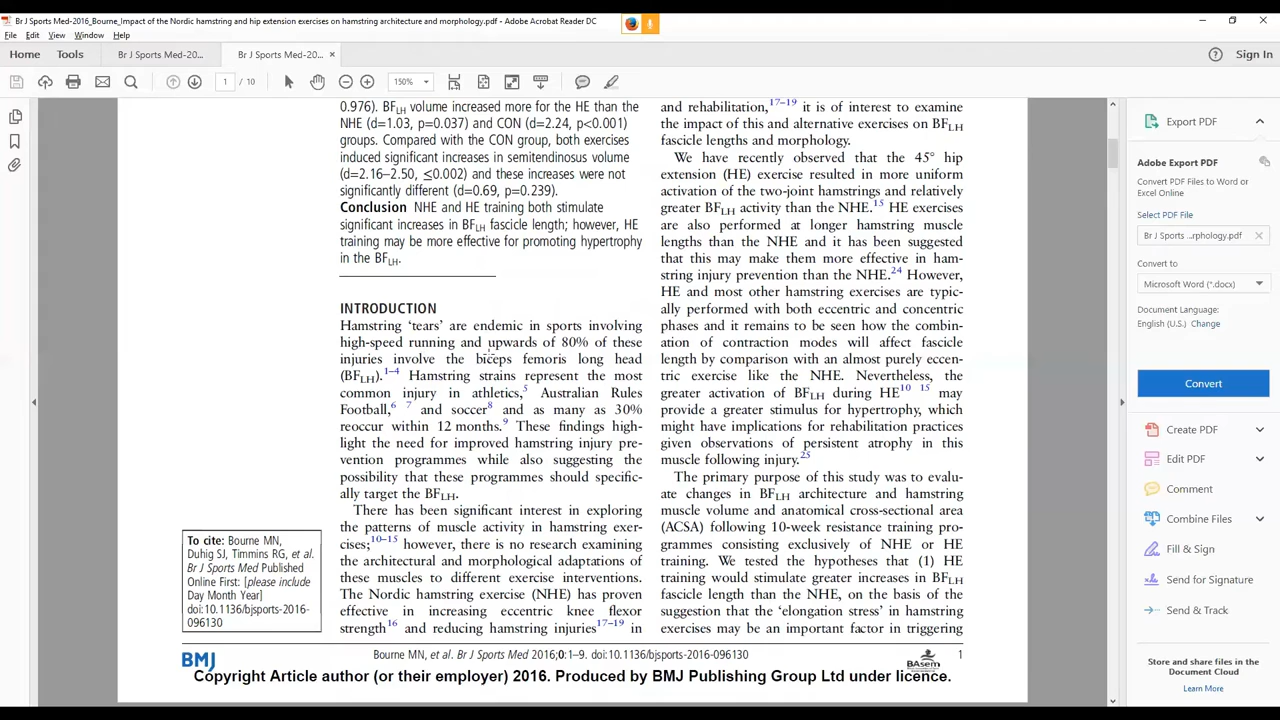 Br J Sports Med-2016_Bourne_Impact of the Nordic hamstring and hip extension exercises on hamstring architecture and morphology.pdf - Adobe Acrobat Reader DC
File Edit View Window Help
Home Tools Br J Sports Med-20... Br J Sports Med-20... ×
Sign In
1 / 10
150%
0.976). BFLH volume increased more for the HE than the
NHE (d=1.03, p=0.037) and CON (d=2.24, p<0.001)
groups. Compared with the CON group, both exercises
induced significant increases in semitendinosus volume
(d=2.16–2.50, ≤0.002) and these increases were not
significantly different (d=0.69, p=0.239).
Conclusion NHE and HE training both stimulate
significant increases in BFLH fascicle length; however, HE
training may be more effective for promoting hypertrophy
in the BFLH.
INTRODUCTION
Hamstring ‘tears’ are endemic in sports involving
high-speed running and upwards of 80% of these
injuries involve the biceps femoris long head
(BFLH).1–4 Hamstring strains represent the most
common injury in athletics,5 Australian Rules
Football,6 7 and soccer8 and as many as 30%
reoccur within 12 months.9 These findings high-
light the need for improved hamstring injury pre-
vention programmes while also suggesting the
possibility that these programmes should specific-
ally target the BFLH.
There has been significant interest in exploring
the patterns of muscle activity in hamstring exer-
cises;10–15 however, there is no research examining
the architectural and morphological adaptations of
these muscles to different exercise interventions.
The Nordic hamstring exercise (NHE) has proven
effective in increasing eccentric knee flexor
strength16 and reducing hamstring injuries17–19 in
and rehabilitation,17–19 it is of interest to examine
the impact of this and alternative exercises on BFLH
fascicle lengths and morphology.
We have recently observed that the 45° hip
extension (HE) exercise resulted in more uniform
activation of the two-joint hamstrings and relatively
greater BFLH activity than the NHE.15 HE exercises
are also performed at longer hamstring muscle
lengths than the NHE and it has been suggested
that this may make them more effective in ham-
string injury prevention than the NHE.24 However,
HE and most other hamstring exercises are typic-
ally performed with both eccentric and concentric
phases and it remains to be seen how the combin-
ation of contraction modes will affect fascicle
length by comparison with an almost purely eccen-
tric exercise like the NHE. Nevertheless, the
greater activation of BFLH during HE10 15 may
provide a greater stimulus for hypertrophy, which
might have implications for rehabilitation practices
given observations of persistent atrophy in this
muscle following injury.25
The primary purpose of this study was to evalu-
ate changes in BFLH architecture and hamstring
muscle volume and anatomical cross-sectional area
(ACSA) following 10-week resistance training pro-
grammes consisting exclusively of NHE or HE
training. We tested the hypotheses that (1) HE
training would stimulate greater increases in BFLH
fascicle length than the NHE, on the basis of the
suggestion that the ‘elongation stress’ in hamstring
exercises may be an important factor in triggering
To cite: Bourne MN,
Duhig SJ, Timmins RG, et al.
Br J Sports Med Published
Online First: [please include
Day Month Year]
doi:10.1136/bjsports-2016-
096130
BMJ
Bourne MN, et al. Br J Sports Med 2016;0:1–9. doi:10.1136/bjsports-2016-096130
BAsem
1
Copyright Article author (or their employer) 2016. Produced by BMJ Publishing Group Ltd under licence.
Export PDF
Adobe Export PDF
Convert PDF Files to Word or
Excel Online
Select PDF File
Br J Sports ...rphology.pdf ×
Convert to
Microsoft Word (*.docx)
Document Language:
English (U.S.) Change
Convert
Create PDF
Edit PDF
Comment
Combine Files
Fill & Sign
Send for Signature
Send & Track
Store and share files in the
Document Cloud
Learn More